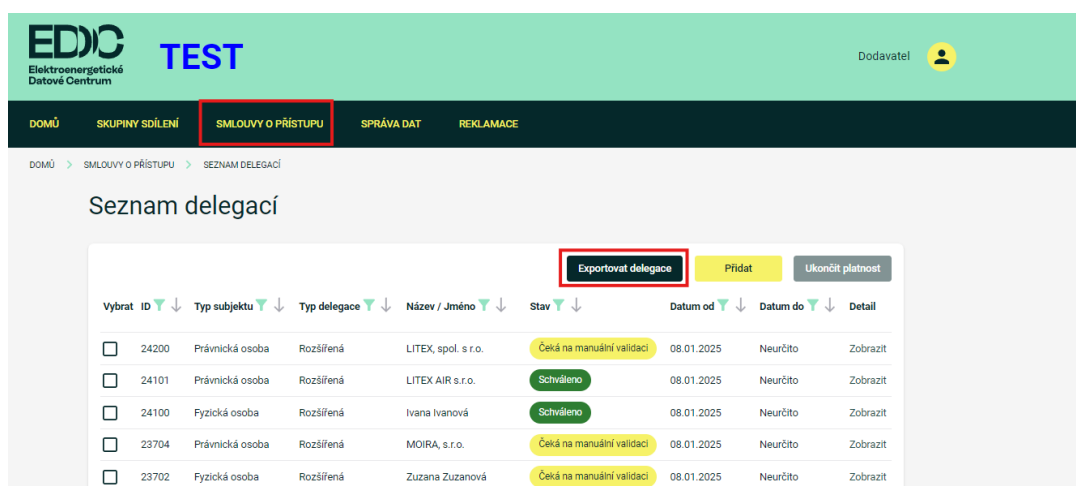 EDC
Elektroenergetické
Datové Centrum
TEST
Dodavatel
DOMŮ SKUPINY SDÍLENÍ SMLOUVY O PŘÍSTUPU SPRÁVA DAT REKLAMACE
DOMŮ > SMLOUVY O PŘÍSTUPU > SEZNAM DELEGACÍ
Seznam delegací
Exportovat delegace Přidat Ukončit platnost
Vybrat ID Typ subjektu Typ delegace Název / Jméno Stav Datum od Datum do Detail
24200 Právnická osoba Rozšířená LITEX, spol. s r.o. Čeká na manuální validaci 08.01.2025 Neurčito Zobrazit
24101 Právnická osoba Rozšířená LITEX AIR s.r.o. Schváleno 08.01.2025 Neurčito Zobrazit
24100 Fyzická osoba Rozšířená Ivana Ivanová Schváleno 08.01.2025 Neurčito Zobrazit
23704 Právnická osoba Rozšířená MOIRA, s.r.o. Čeká na manuální validaci 08.01.2025 Neurčito Zobrazit
23702 Fyzická osoba Rozšířená Zuzana Zuzanová Čeká na manuální validaci 08.01.2025 Neurčito Zobrazit